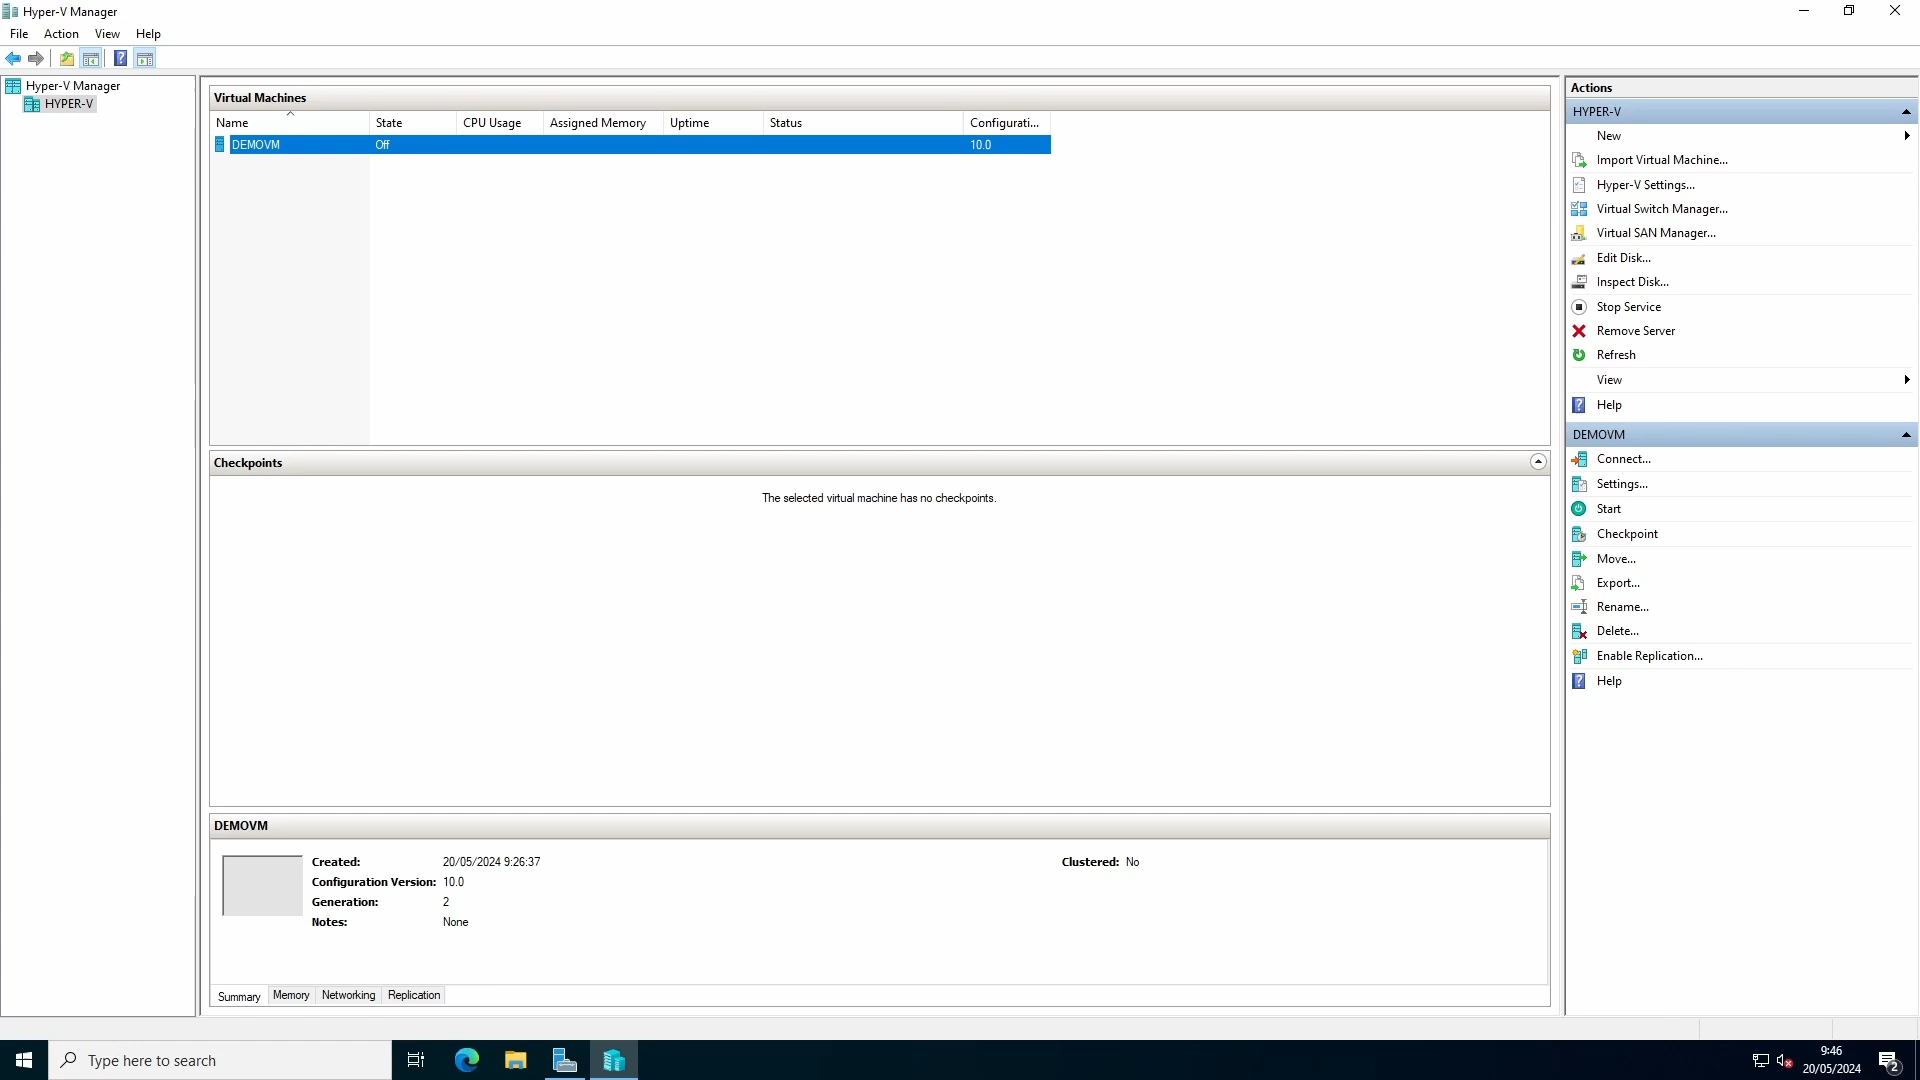 Hyper-V Manager
File Action View Help
Hyper-V Manager
HYPER-V
Virtual Machines
Name State CPU Usage Assigned Memory Uptime Status Configurati...
DEMOVM Off 10.0
Checkpoints
The selected virtual machine has no checkpoints.
DEMOVM
Created: 20/05/2024 9:26:37 Clustered: No
Configuration Version: 10.0
Generation: 2
Notes: None
Summary Memory Networking Replication
Actions
HYPER-V
New
Import Virtual Machine...
Hyper-V Settings...
Virtual Switch Manager...
Virtual SAN Manager...
Edit Disk...
Inspect Disk...
Stop Service
Remove Server
Refresh
View
Help
DEMOVM
Connect...
Settings...
Start
Checkpoint
Move...
Export...
Rename...
Delete...
Enable Replication...
Help
Type here to search
9:46
20/05/2024
2